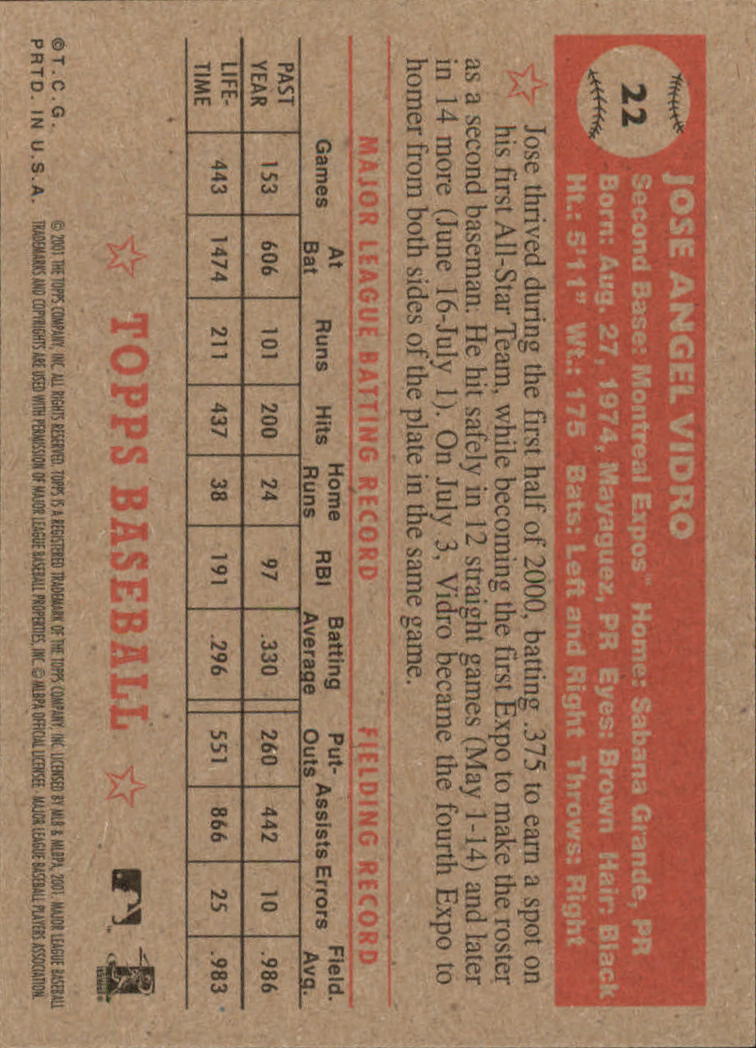 22
JOSE ANGEL VIDRO
Second Base: Montreal Expos™ Home: Sabana Grande, PR
Born: Aug. 27, 1974, Mayaguez, PR Eyes: Brown Hair: Black
Ht.: 5'11" Wt.: 175 Bats: Left and Right Throws: Right
Jose thrived during the first half of 2000, batting .375 to earn a spot on
his first All-Star Team, while becoming the first Expo to make the roster
as a second baseman. He hit safely in 12 straight games (May 1-14) and later
in 14 more (June 16-July 1). On July 3, Vidro became the fourth Expo to
homer from both sides of the plate in the same game.
MAJOR LEAGUE BATTING RECORD FIELDING RECORD
Games At Bat Runs Hits Home Runs RBI Batting Average Put-Outs Assists Errors Field. Avg.
PAST YEAR 153 606 101 200 24 97 .330 260 442 10 .986
LIFE-TIME 443 1474 211 437 38 191 .296 551 866 25 .983
TOPPS BASEBALL
©T.C.G. © 2001 THE TOPPS COMPANY, INC. ALL RIGHTS RESERVED. TOPPS IS A REGISTERED TRADEMARK OF THE TOPPS COMPANY, INC. LICENSED BY MLB & MLBPA, 2001. MAJOR LEAGUE BASEBALL
PRTD. IN U.S.A. TRADEMARKS AND COPYRIGHTS ARE USED WITH PERMISSION OF MAJOR LEAGUE BASEBALL PROPERTIES, INC. © MLBPA OFFICIAL LICENSEE - MAJOR LEAGUE BASEBALL PLAYERS ASSOCIATION.